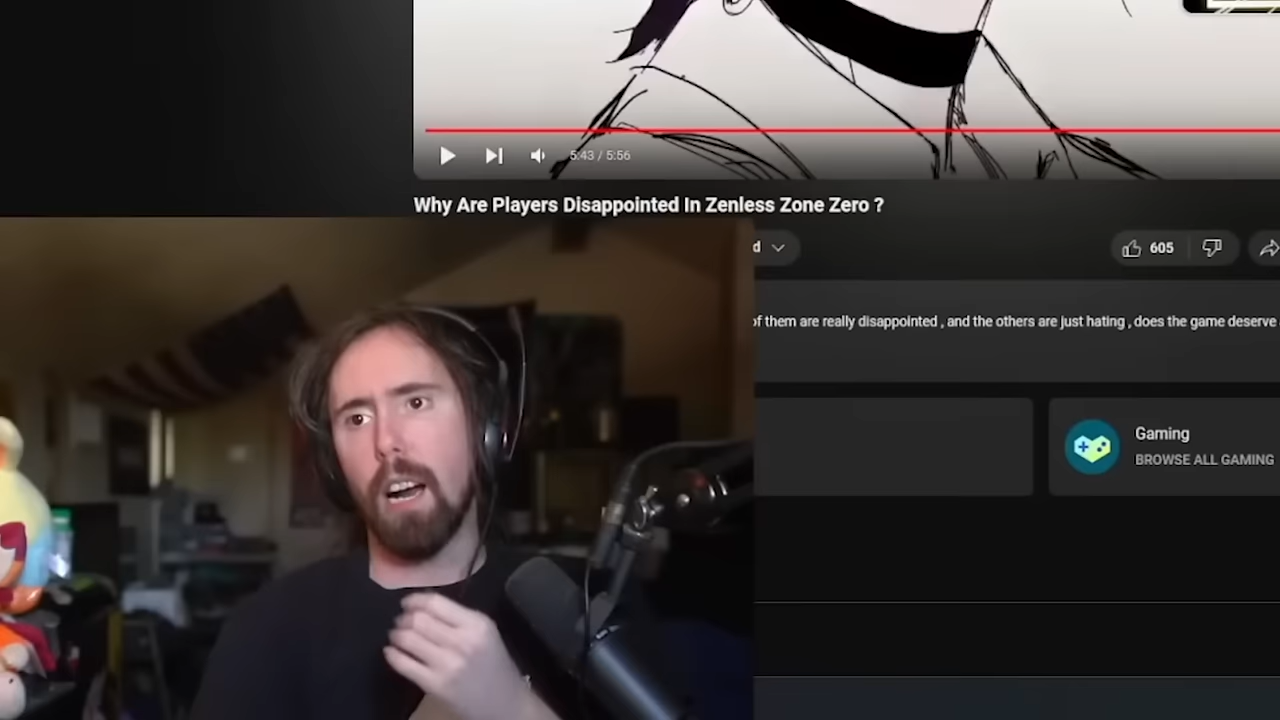 5:43 / 5:56
Why Are Players Disappointed In Zenless Zone Zero ?
d
605
of them are really disappointed , and the others are just hating , does the game deserve
Gaming
BROWSE ALL GAMING